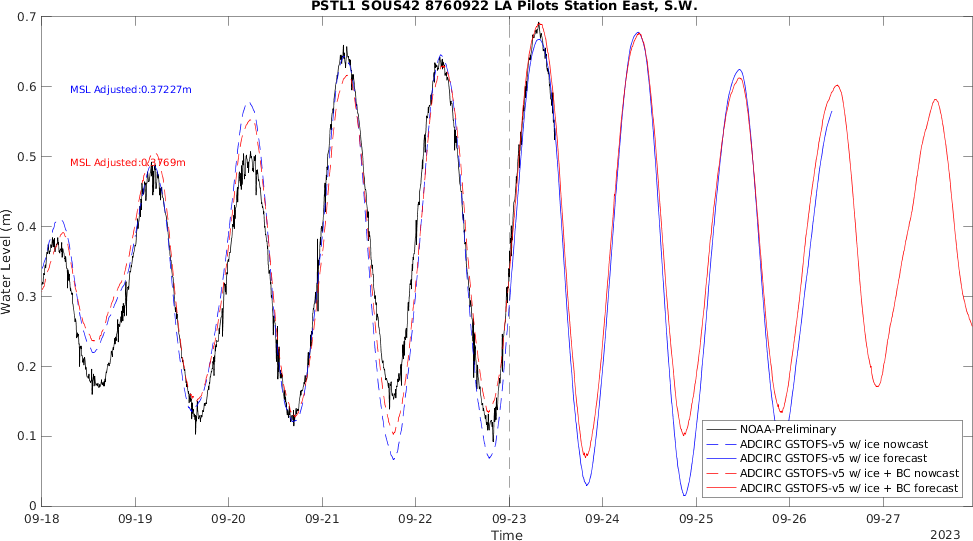 PSTL1 SOUS42 8760922 LA Pilots Station East, S.W.
0.7
0.6
0.5
0.4
0.3
0.2
0.1
0
Water Level (m)
MSL Adjusted:0.37227m
MSL Adjusted:0.3769m
NOAA-Preliminary
ADCIRC GSTOFS-v5 w/ ice nowcast
ADCIRC GSTOFS-v5 w/ ice forecast
ADCIRC GSTOFS-v5 w/ ice + BC nowcast
ADCIRC GSTOFS-v5 w/ ice + BC forecast
09-18 09-19 09-20 09-21 09-22 09-23 09-24 09-25 09-26 09-27
Time
2023